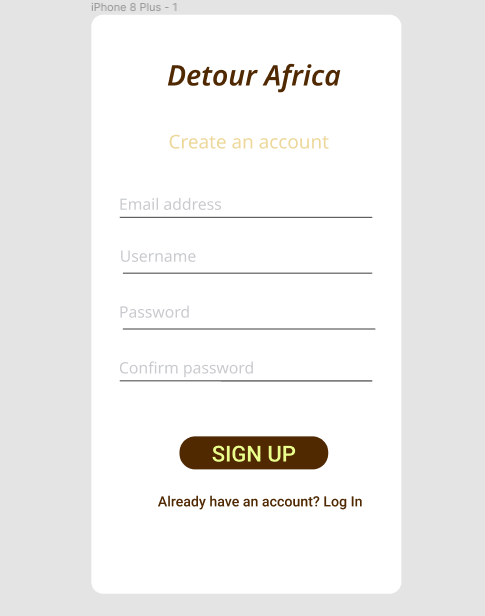 iPhone 8 Plus - 1
Detour Africa
Create an account
Email address
Username
Password
Confirm password
SIGN UP
Already have an account? Log In